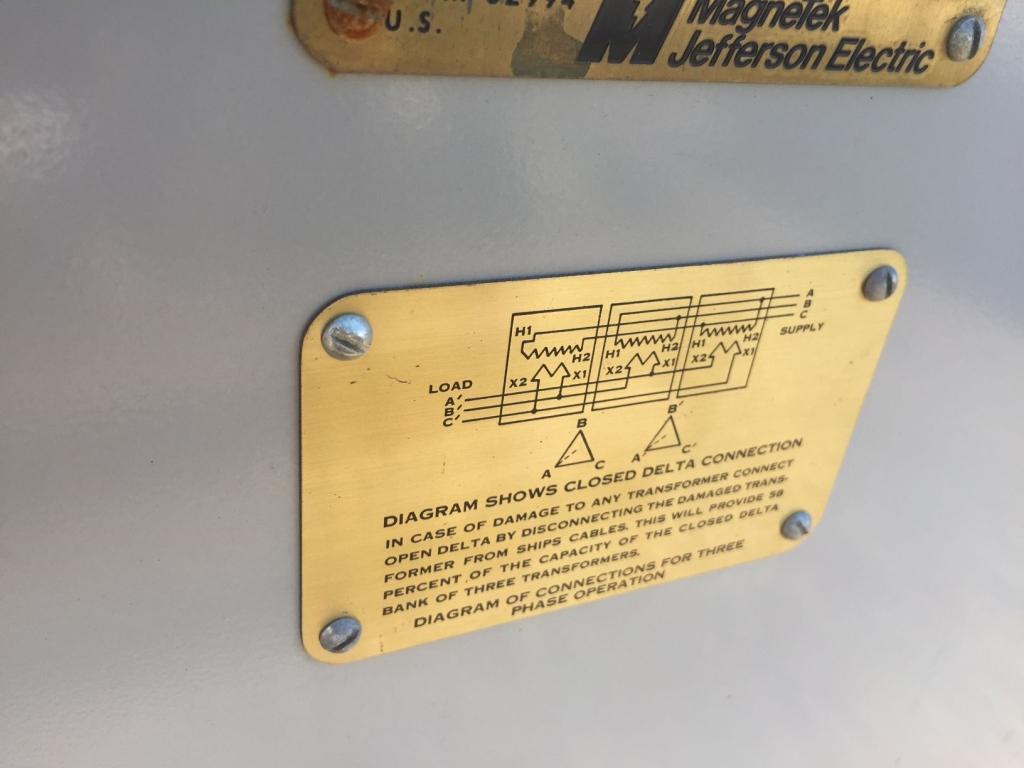 U.S.
MagneTek
Jefferson Electric
H1
H2
X2
X1
H1
H2
X2
X1
H1
H2
X2
X1
A
B
C
SUPPLY
LOAD
A'
B'
C'
B
A
C
B'
A'
C'
DIAGRAM SHOWS CLOSED DELTA CONNECTION
IN CASE OF DAMAGE TO ANY TRANSFORMER CONNECT
OPEN DELTA BY DISCONNECTING THE DAMAGED TRANS-
FORMER FROM SHIPS CABLES. THIS WILL PROVIDE 58
PERCENT OF THE CAPACITY OF THE CLOSED DELTA
BANK OF THREE TRANSFORMERS.
DIAGRAM OF CONNECTIONS FOR THREE
PHASE OPERATION